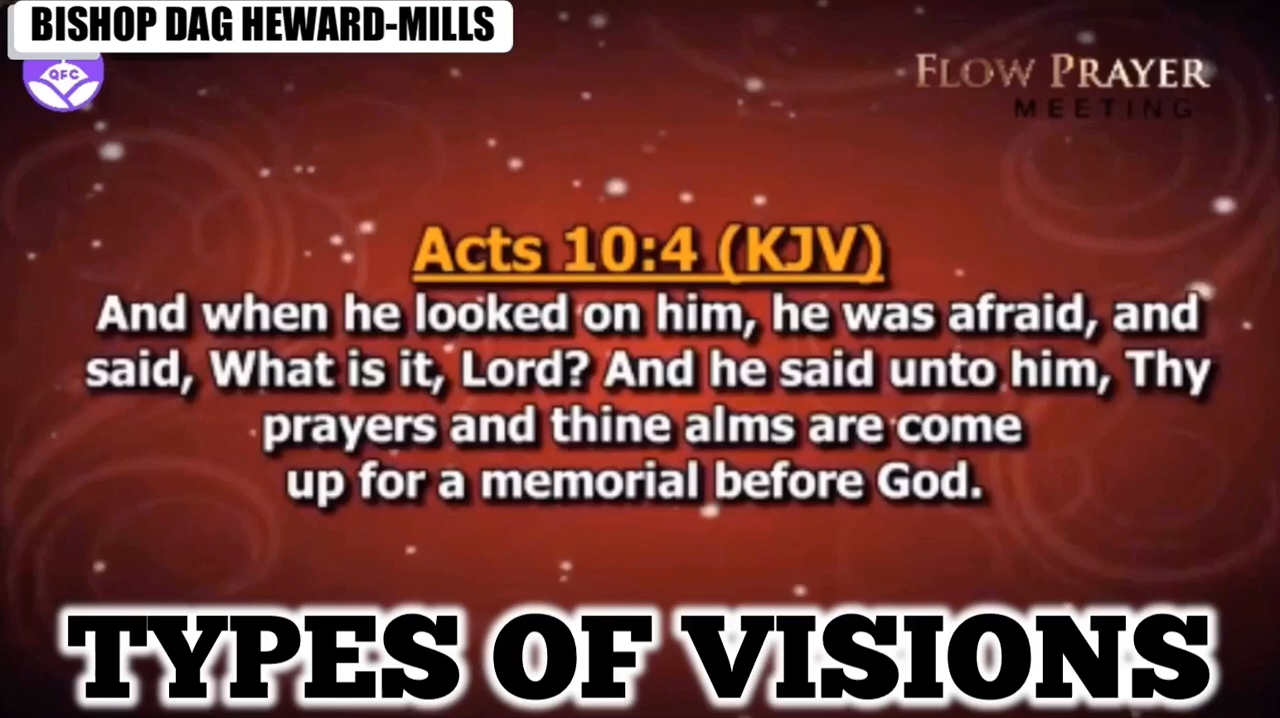 BISHOP DAG HEWARD-MILLS
QFC
FLOW PRAYER
MEETING
Acts 10:4 (KJV)
And when he looked on him, he was afraid, and
said, What is it, Lord? And he said unto him, Thy
prayers and thine alms are come
up for a memorial before God.
TYPES OF VISIONS